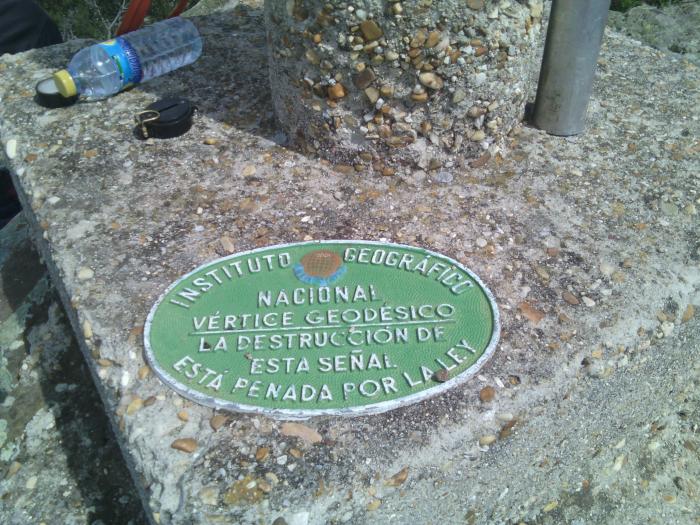 INSTITUTO GEOGRÁFICO
NACIONAL
VÉRTICE GEODÉSICO
LA DESTRUCCIÓN DE
ESTA SEÑAL
ESTÁ PENADA POR LA LEY